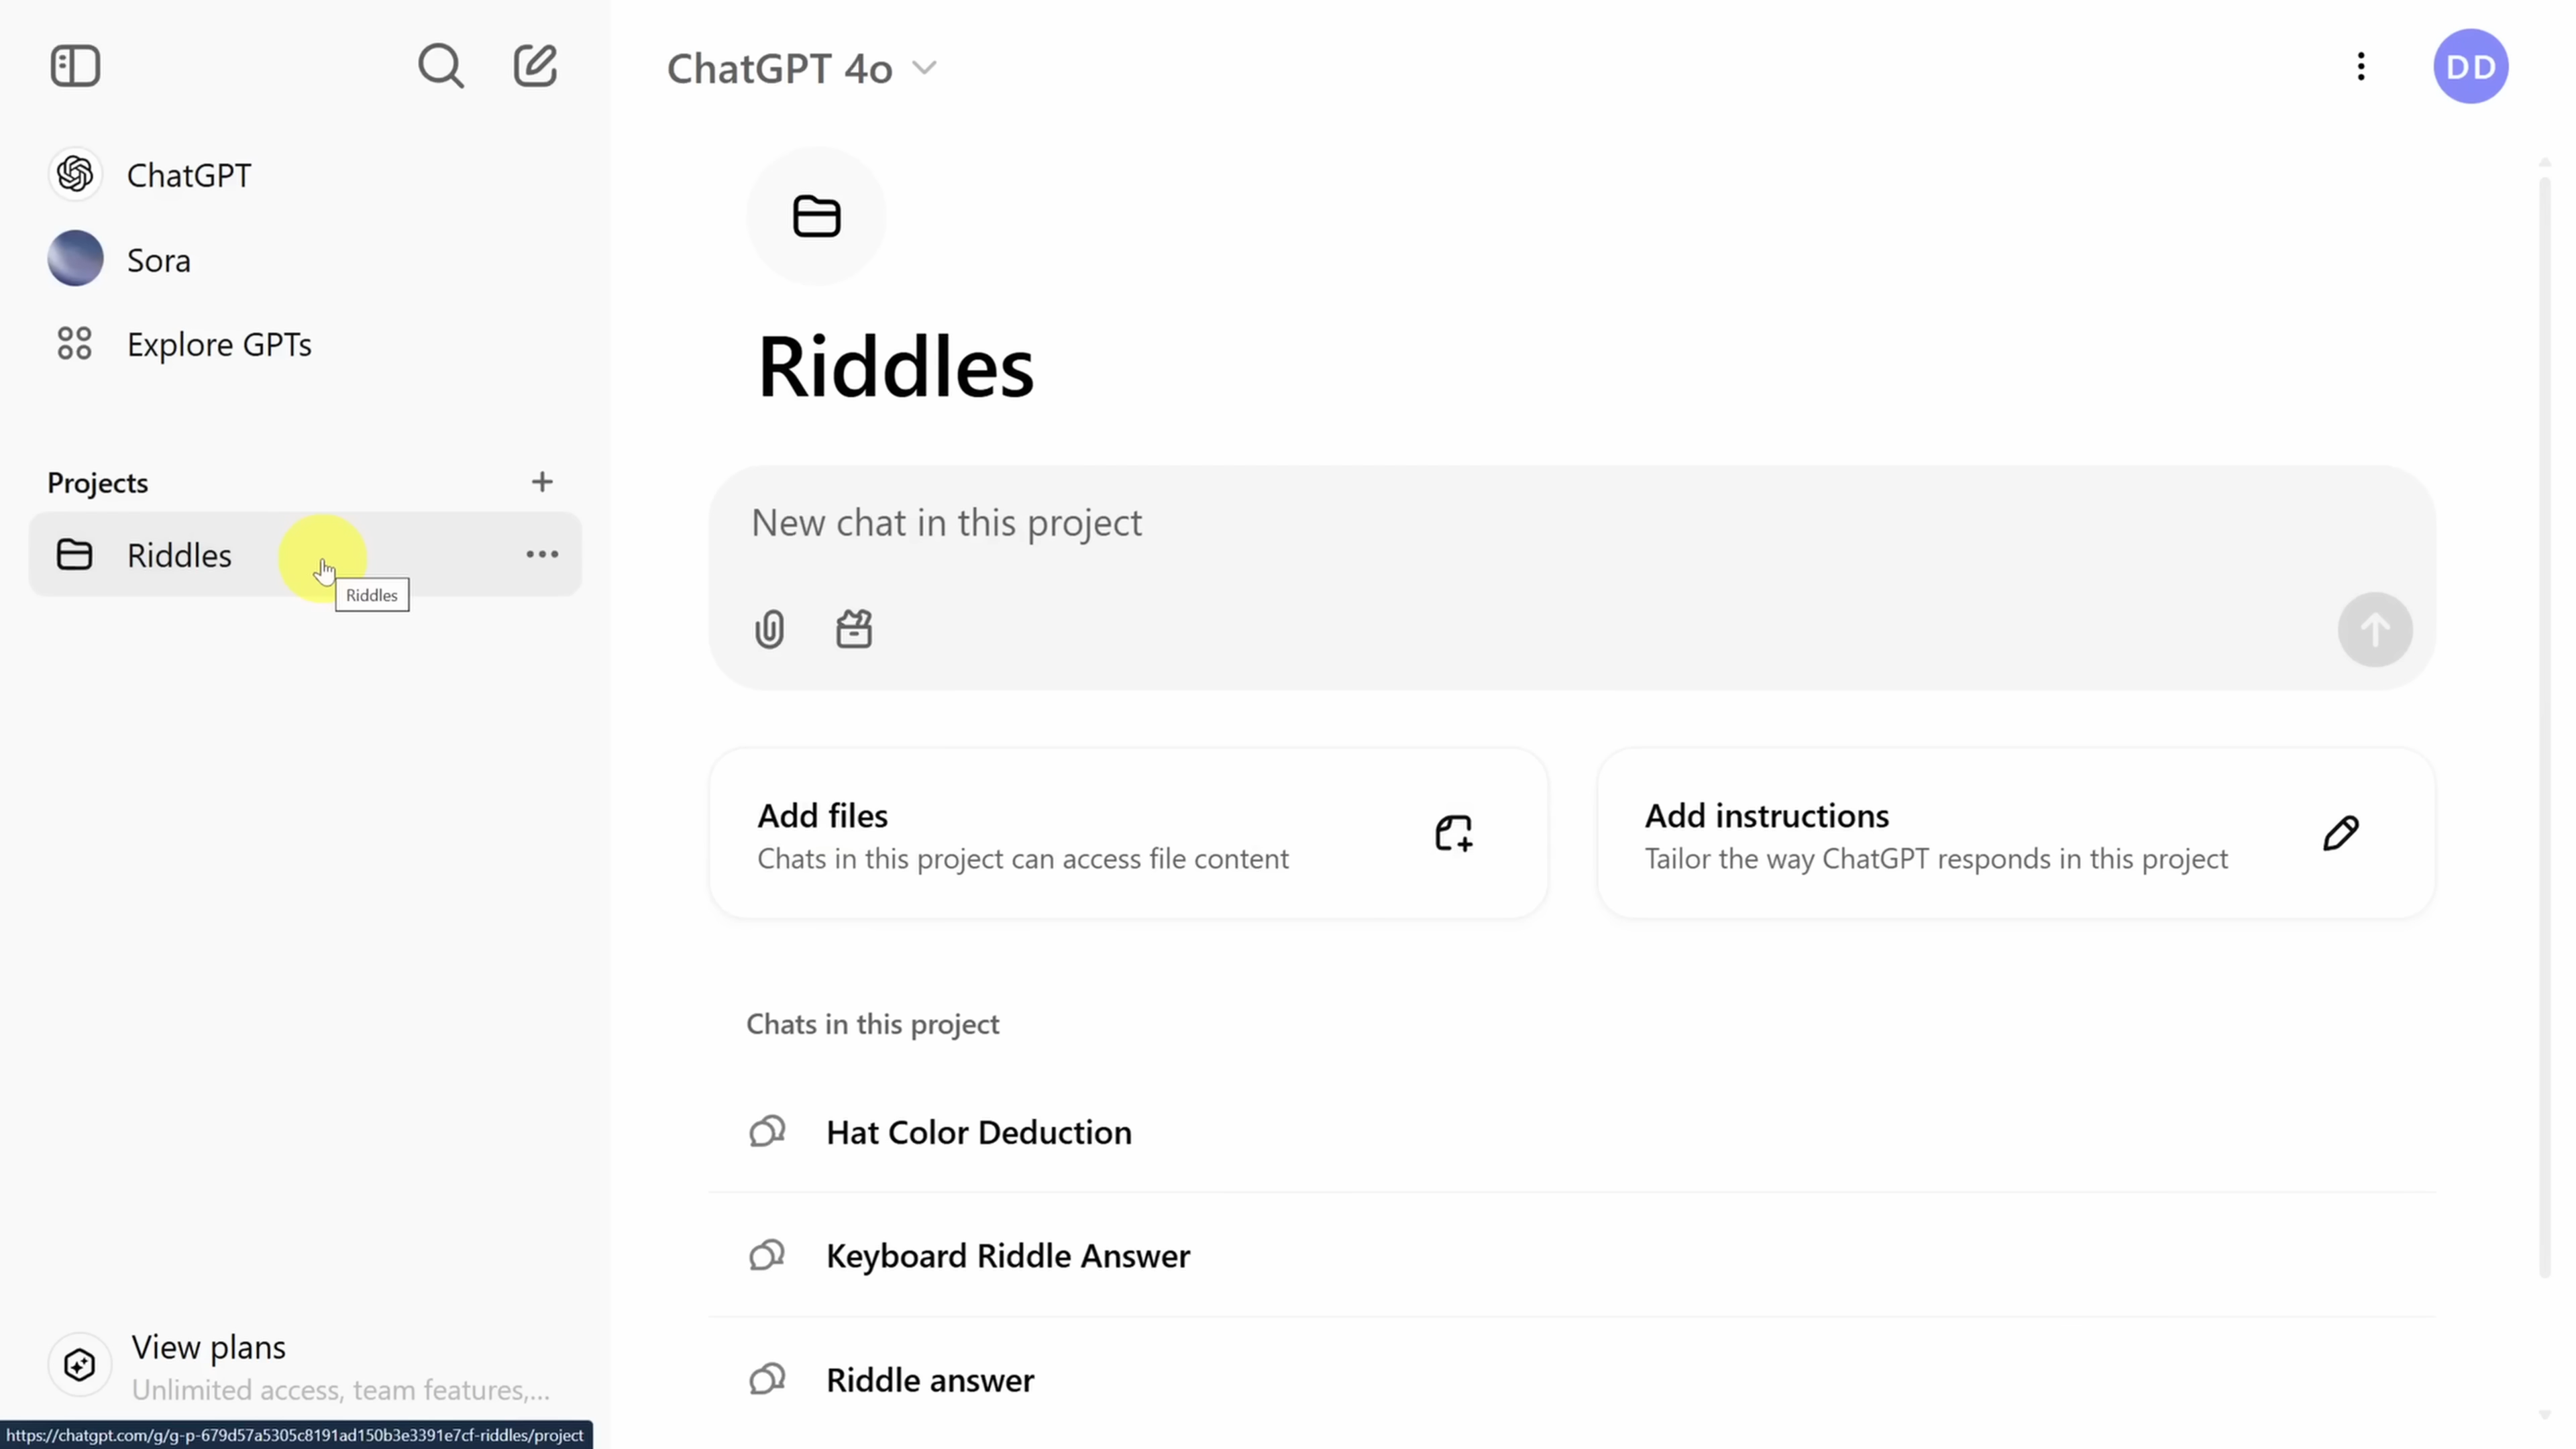 ChatGPT 4o
DD
ChatGPT
Sora
Explore GPTs
Projects
Riddles
Riddles
Riddles
New chat in this project
Add files
Chats in this project can access file content
Add instructions
Tailor the way ChatGPT responds in this project
Chats in this project
Hat Color Deduction
Keyboard Riddle Answer
Riddle answer
View plans
Unlimited access, team features,...
https://chatgpt.com/g/g-p-679d57a5305c8191ad150b3e3391e7cf-riddles/project